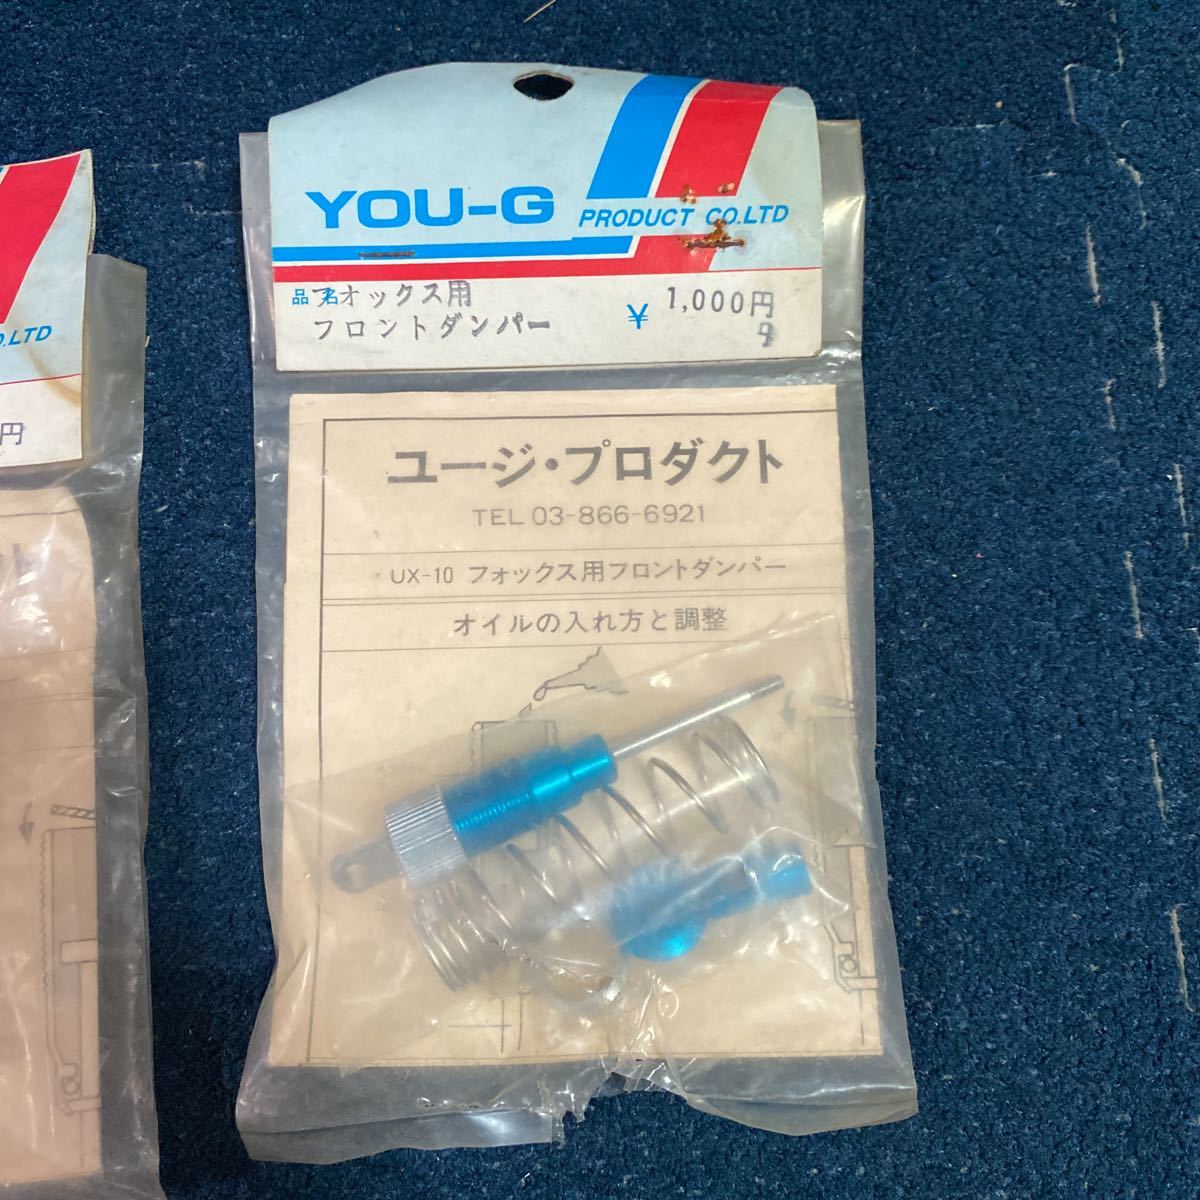 YOU-G
PRODUCT CO.LTD
品名 フォックス用
フロントダンパー
¥ 1,000円
ユージ・プロダクト
TEL 03-866-6921
UX-10 フォックス用フロントダンパー
オイルの入れ方と調整
O.LTD
円
ト